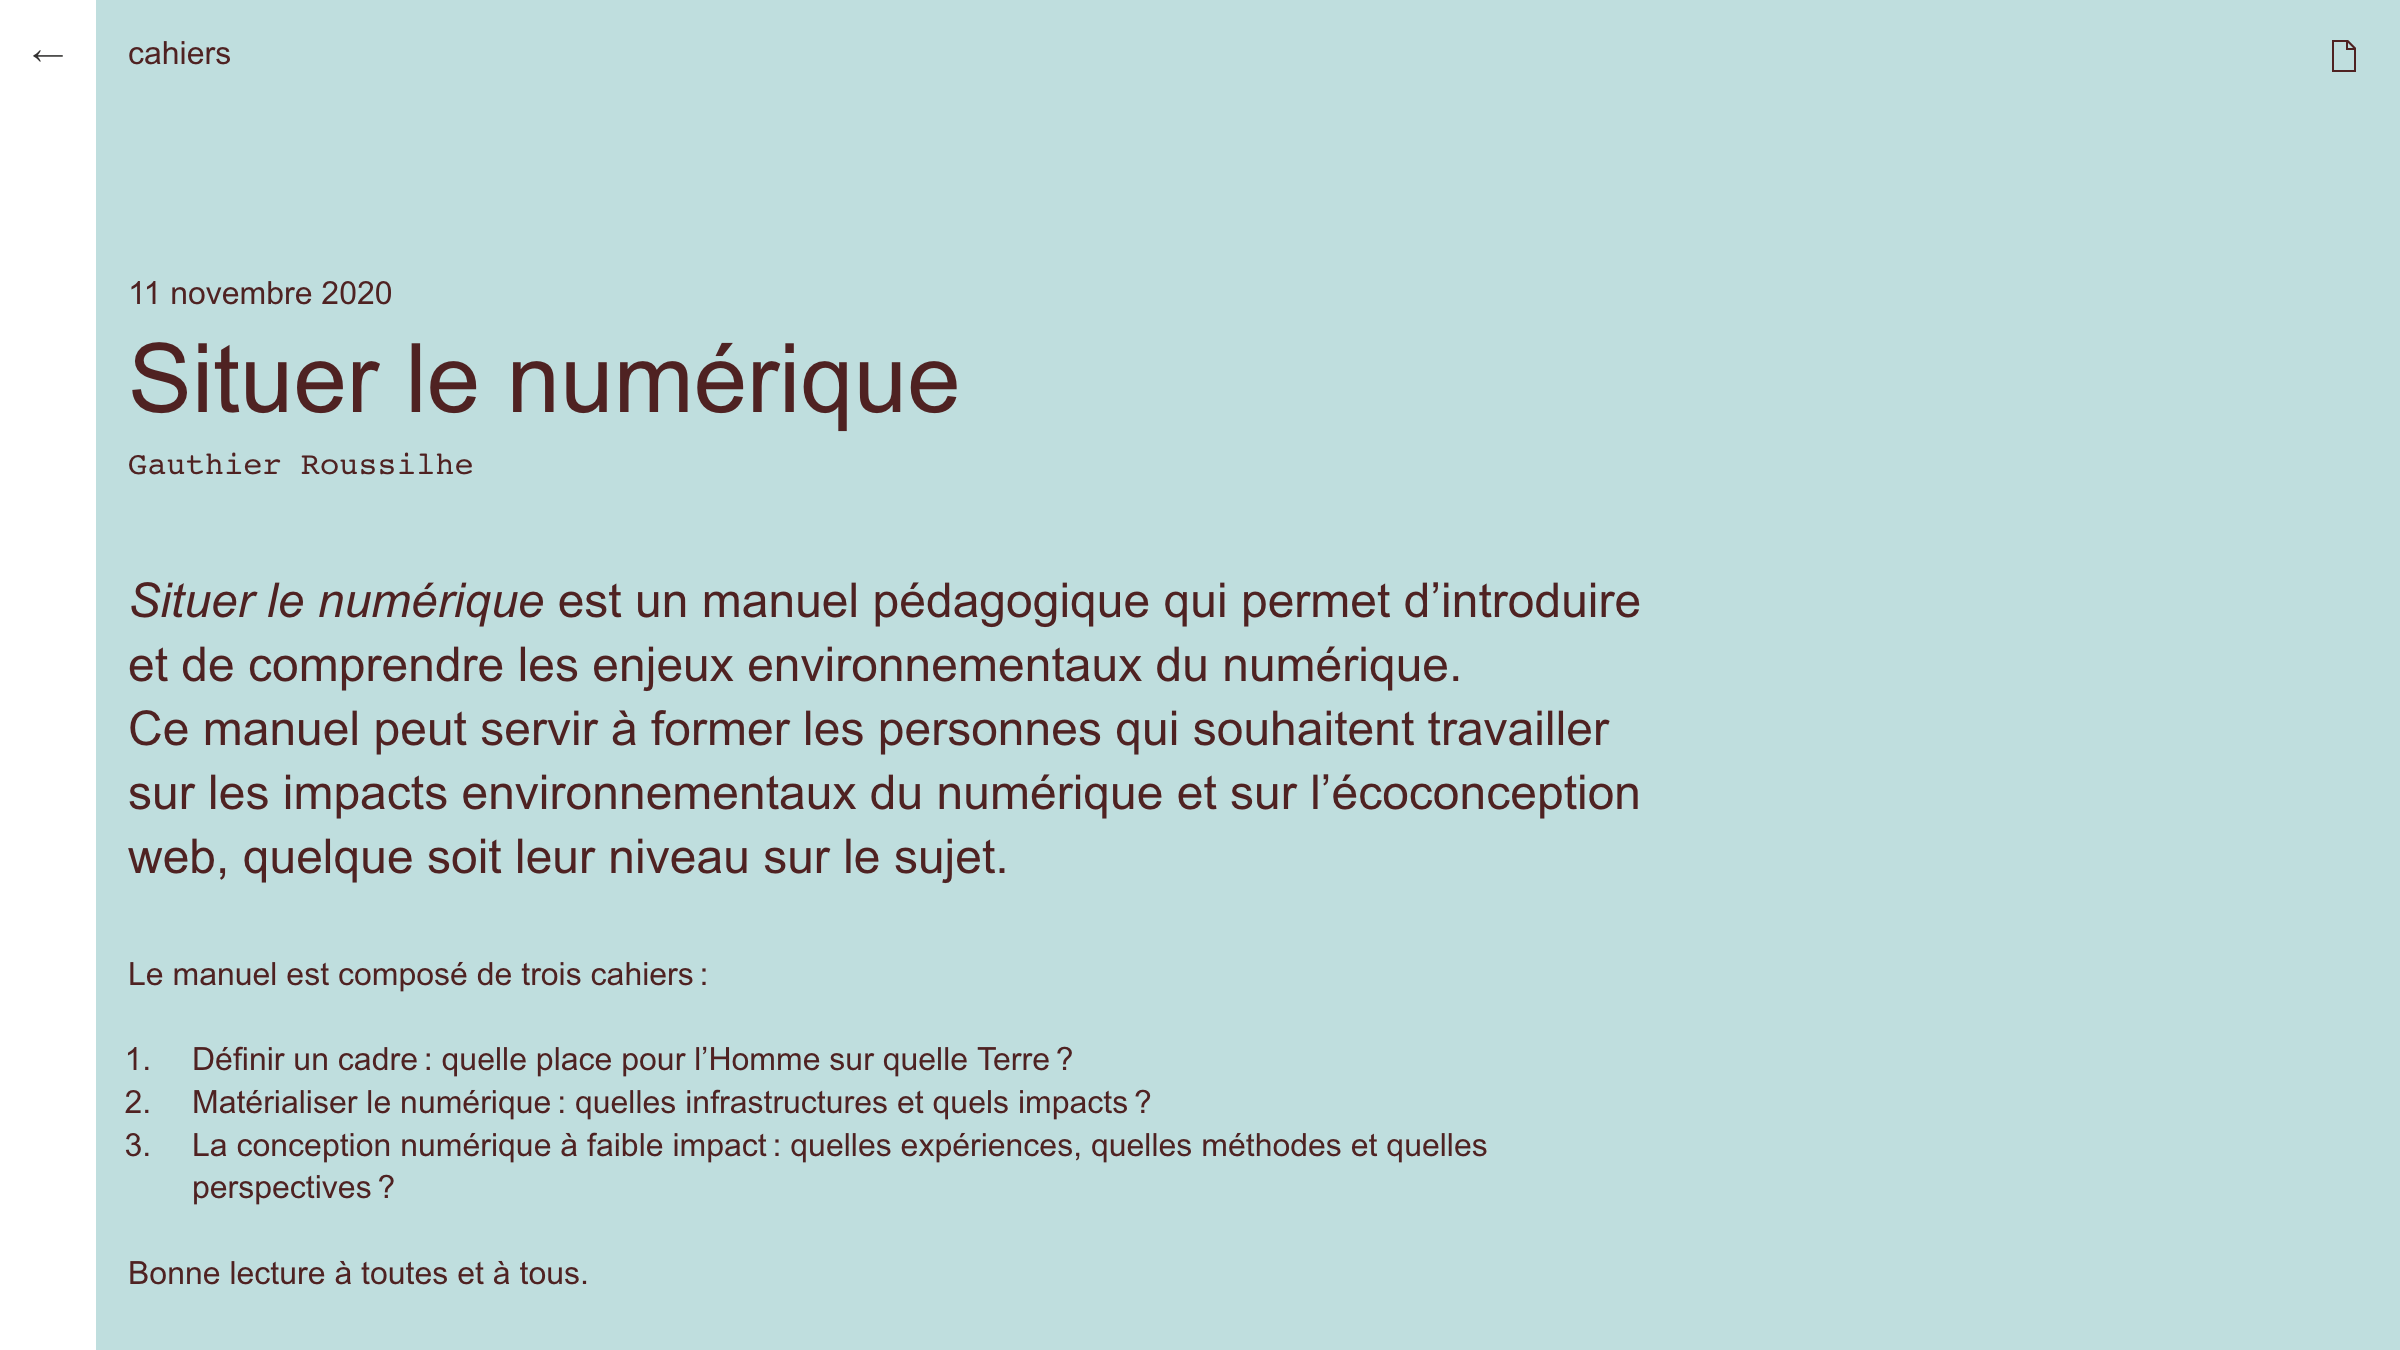 cahiers
11 novembre 2020
Situer le numérique
Gauthier Roussilhe
Situer le numérique est un manuel pédagogique qui permet d’introduire
et de comprendre les enjeux environnementaux du numérique.
Ce manuel peut servir à former les personnes qui souhaitent travailler
sur les impacts environnementaux du numérique et sur l’écoconception
web, quelque soit leur niveau sur le sujet.
Le manuel est composé de trois cahiers :
1. Définir un cadre : quelle place pour l’Homme sur quelle Terre ?
2. Matérialiser le numérique : quelles infrastructures et quels impacts ?
3. La conception numérique à faible impact : quelles expériences, quelles méthodes et quelles
perspectives ?
Bonne lecture à toutes et à tous.